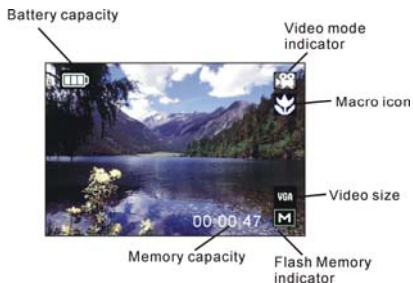 Battery capacity
Video mode
indicator
Macro icon
VGA
Video size
00:00:47
M
Memory capacity
Flash Memory
indicator